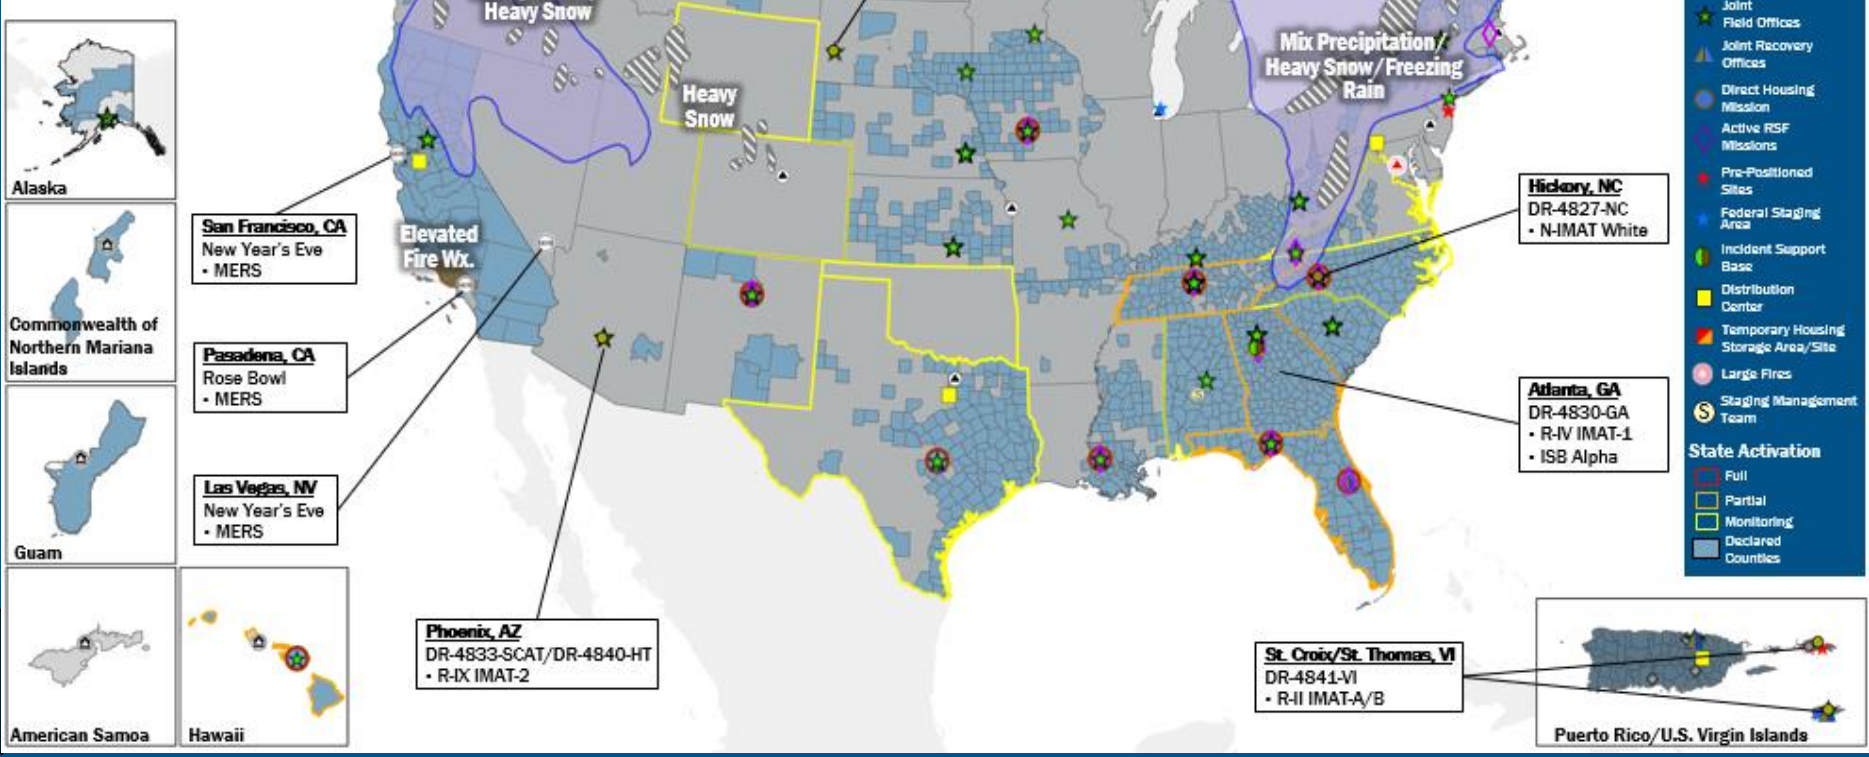 Heavy Snow
Heavy
Snow
Mix Precipitation/
Heavy Snow/Freezing
Rain
Elevated
Fire Wx.
Alaska
Commonwealth of
Northern Mariana
Islands
Guam
American Samoa
Hawaii
San Francisco, CA
New Year's Eve
• MERS
Pasadena, CA
Rose Bowl
• MERS
Las Vegas, NV
New Year's Eve
• MERS
Phoenix, AZ
DR-4833-SCAT/DR-4840-HT
• R-IX IMAT-2
Hickory, NC
DR-4827-NC
• N-IMAT White
Atlanta, GA
DR-4830-GA
• R-IV IMAT-1
• ISB Alpha
St. Croix/St. Thomas, VI
DR-4841-VI
• R-II IMAT-A/B
Puerto Rico/U.S. Virgin Islands
Joint
Field Offices
Joint Recovery
Offices
Direct Housing
Mission
Active RSF
Missions
Pre-Positioned
Sites
Federal Staging
Area
Incident Support
Base
Distribution
Center
Temporary Housing
Storage Area/Site
Large Fires
S
Staging Management
Team
State Activation
Full
Partial
Monitoring
Declared
Counties